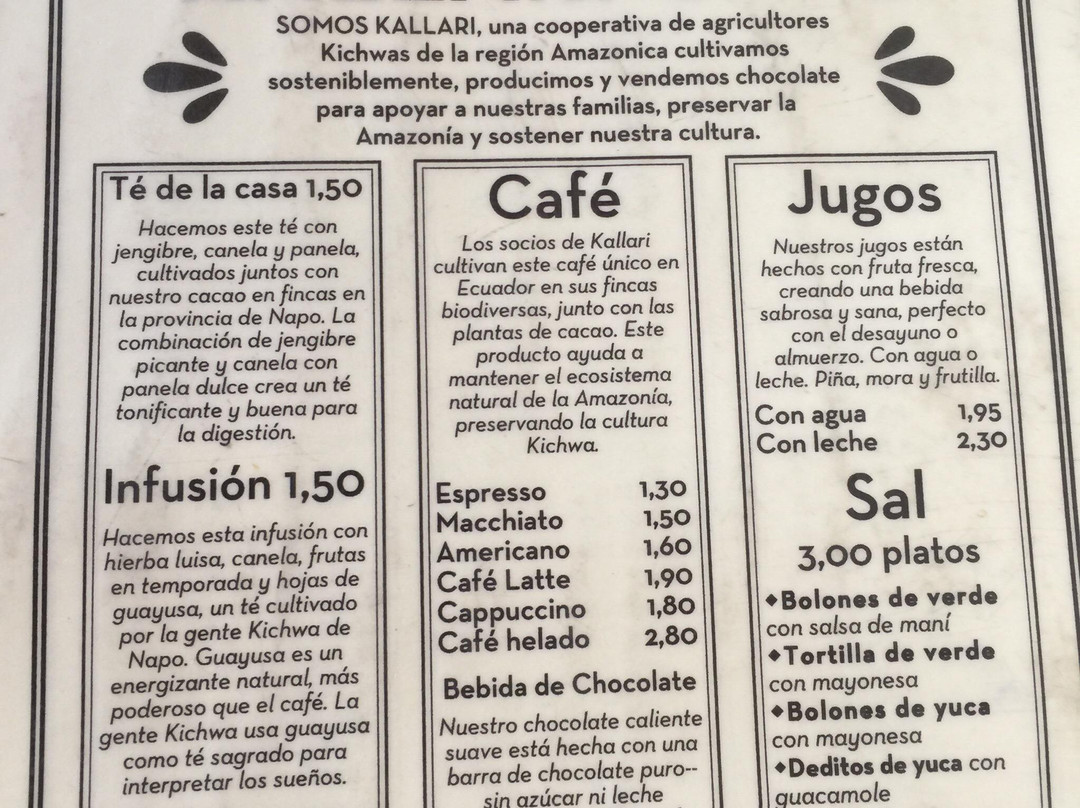 SOMOS KALLARI, una cooperativa de agricultores
Kichwas de la región Amazonica cultivamos
sosteniblemente, producimos y vendemos chocolate
para apoyar a nuestras familias, preservar la
Amazonía y sostener nuestra cultura.
Té de la casa 1,50
Hacemos este té con
jengibre, canela y panela,
cultivados juntos con
nuestro cacao en fincas en
la provincia de Napo. La
combinación de jengibre
picante y canela con
panela dulce crea un té
tonificante y buena para
la digestión.
Infusión 1,50
Hacemos esta infusión con
hierba luisa, canela, frutas
en temporada y hojas de
guayusa, un té cultivado
por la gente Kichwa de
Napo. Guayusa es un
energizante natural, más
poderoso que el café. La
gente Kichwa usa guayusa
como té sagrado para
interpretar los sueños.
Café
Los socios de Kallari
cultivan este café único en
Ecuador en sus fincas
biodiversas, junto con las
plantas de cacao. Este
producto ayuda a
mantener el ecosistema
natural de la Amazonía,
preservando la cultura
Kichwa.
Espresso 1,30
Macchiato 1,50
Americano 1,60
Café Latte 1,90
Cappuccino 1,80
Café helado 2,80
Bebida de Chocolate
Nuestro chocolate caliente
suave está hecha con una
barra de chocolate puro--
sin azúcar ni leche
Jugos
Nuestros jugos están
hechos con fruta fresca,
creando una bebida
sabrosa y sana, perfecto
con el desayuno o
almuerzo. Con agua o
leche. Piña, mora y frutilla.
Con agua 1,95
Con leche 2,30
Sal
3,00 platos
◆Bolones de verde
con salsa de maní
◆Tortilla de verde
con mayonesa
◆Bolones de yuca
con mayonesa
◆Deditos de yuca con
guacamole